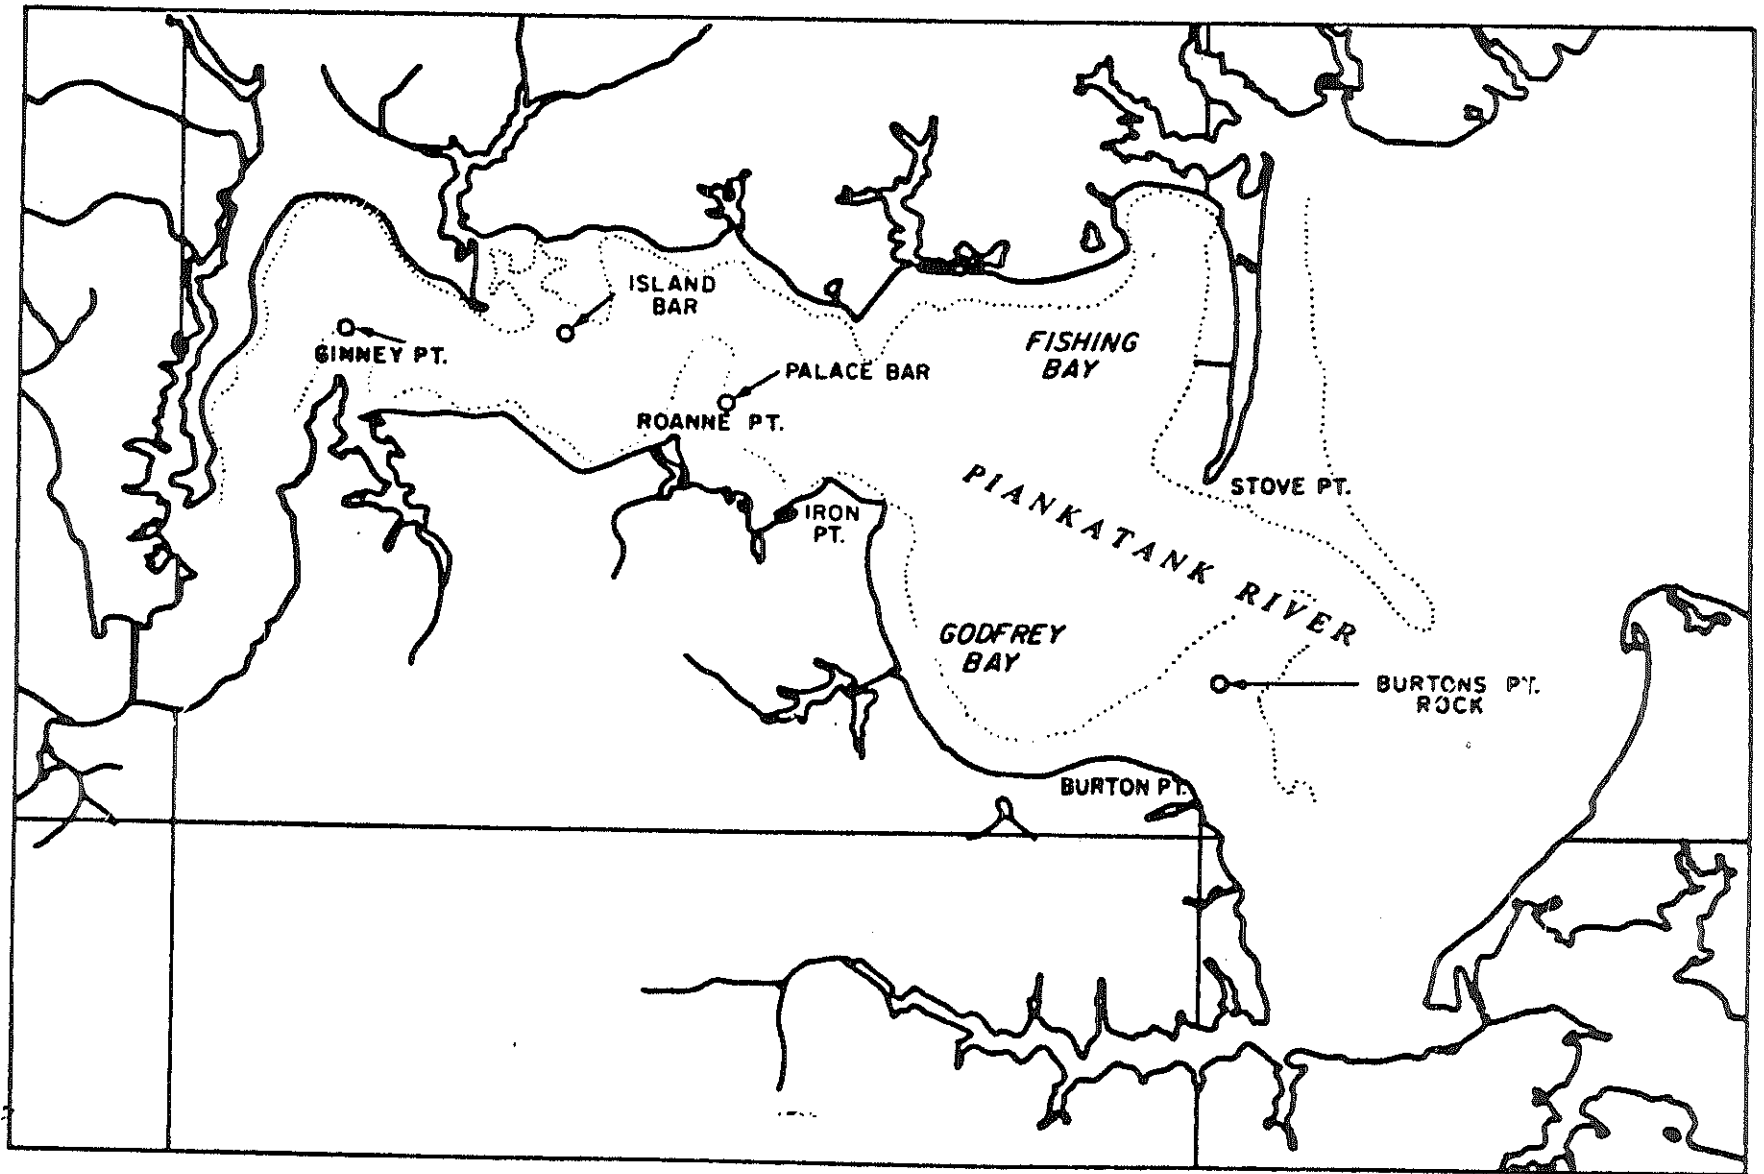 ISLAND
BAR
GINNEY PT.
FISHING
BAY
PALACE BAR
ROANNE PT.
PIANKATANK RIVER
STOVE PT.
IRON
PT.
GODFREY
BAY
BURTONS PT.
ROCK
BURTON PT.